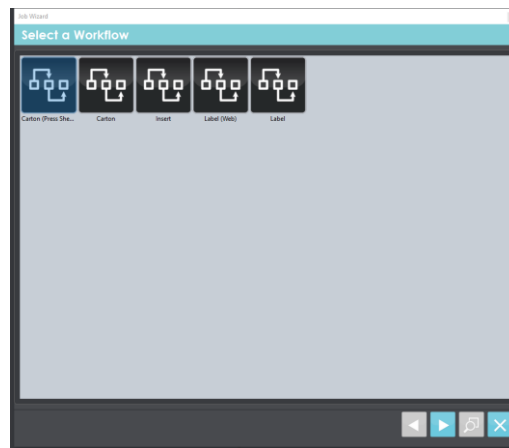 Job Wizard
Select a Workflow
Carton (Press She...
Carton
Insert
Label (Web)
Label